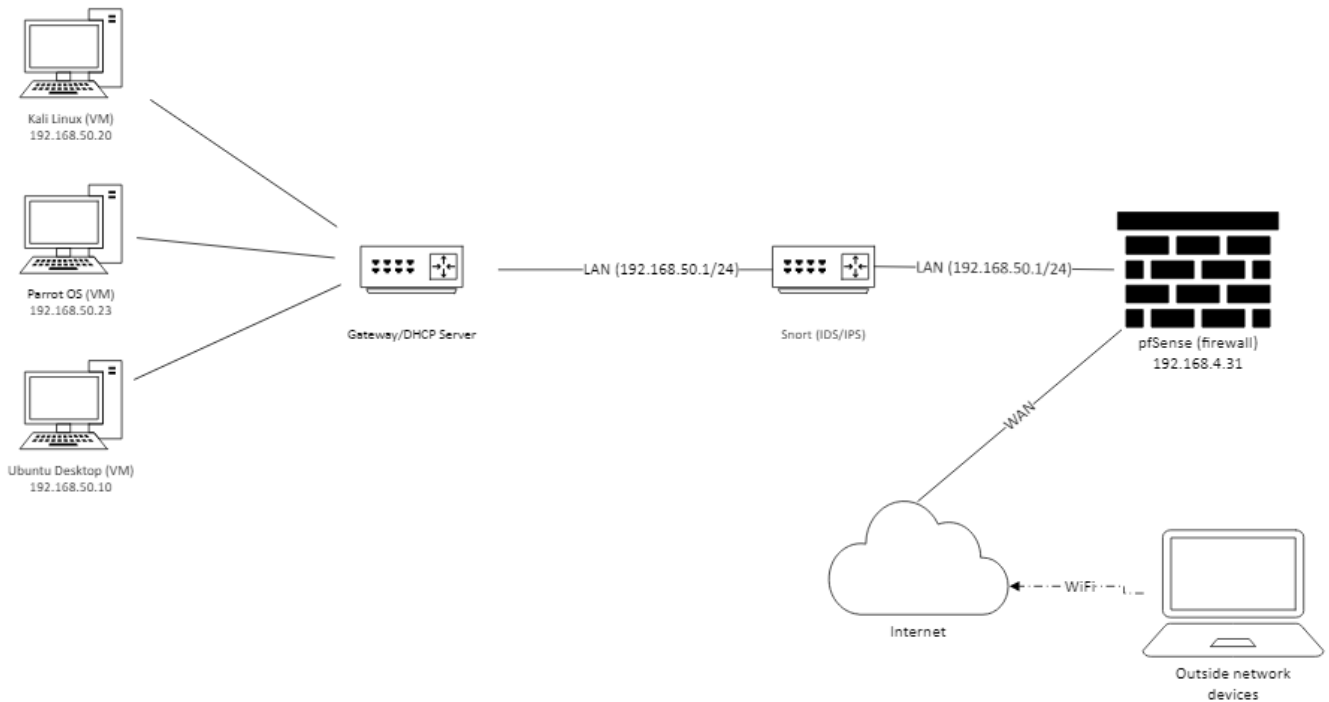 Kali Linux (VM)
192.168.50.20
Parrot OS (VM)
192.168.50.23
Ubuntu Desktop (VM)
192.168.50.10
Gateway/DHCP Server
LAN (192.168.50.1/24)
Snort (IDS/IPS)
LAN (192.168.50.1/24)
pfSense (firewall)
192.168.4.31
WAN
Internet
WiFi
Outside network
devices